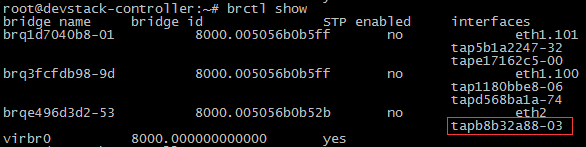 root@devstack-controller:~# brctl show
bridge name bridge id STP enabled interfaces
brq1d7040b8-01 8000.005056b0b5ff no eth1.101
tap5b1a2247-32
tape17162c5-00
brq3fcfdb98-9d 8000.005056b0b5ff no eth1.100
tap1180bbe8-06
tapd568ba1a-74
brqe496d3d2-53 8000.005056b0b52b no eth2
tapb8b32a88-03
virbr0 8000.000000000000 yes